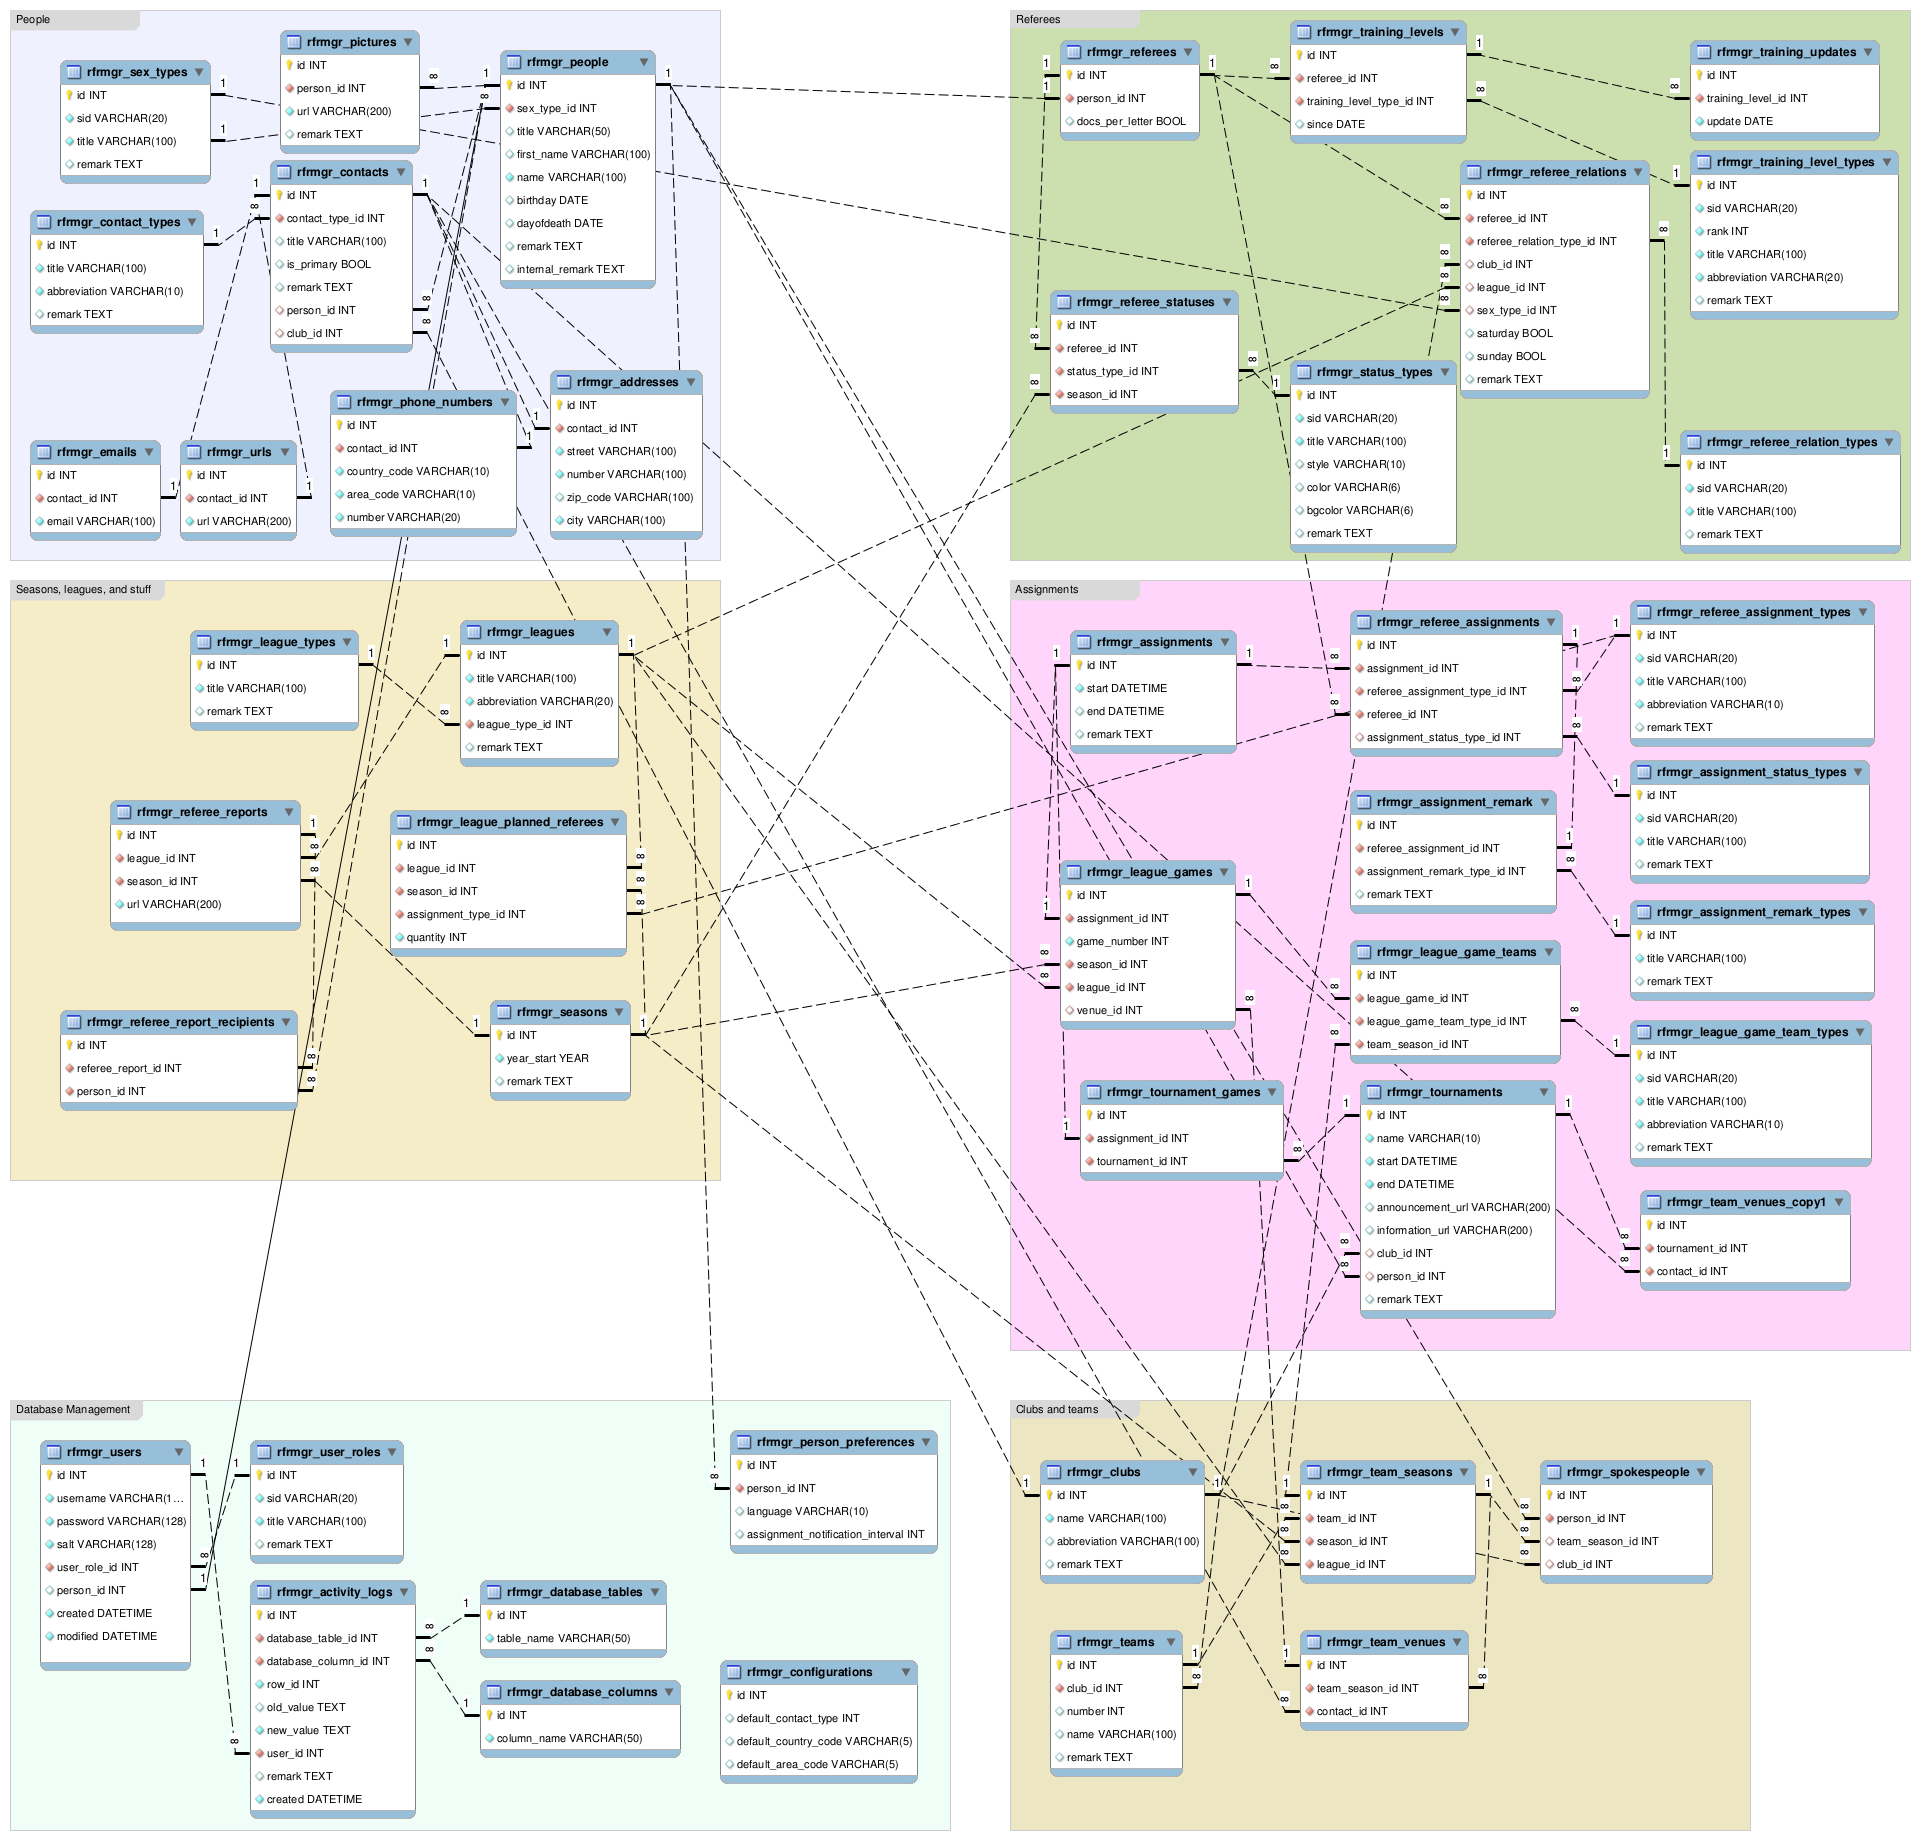 People
rfrmgr_sex_types
id INT
sid VARCHAR(20)
title VARCHAR(100)
remark TEXT
rfrmgr_pictures
id INT
person_id INT
url VARCHAR(200)
remark TEXT
rfrmgr_people
id INT
sex_type_id INT
title VARCHAR(50)
first_name VARCHAR(100)
name VARCHAR(100)
birthday DATE
dayofdeath DATE
remark TEXT
internal_remark TEXT
rfrmgr_contact_types
id INT
title VARCHAR(100)
abbreviation VARCHAR(10)
remark TEXT
rfrmgr_contacts
id INT
contact_type_id INT
title VARCHAR(100)
is_primary BOOL
remark TEXT
person_id INT
club_id INT
rfrmgr_emails
id INT
contact_id INT
email VARCHAR(100)
rfrmgr_urls
id INT
contact_id INT
url VARCHAR(200)
rfrmgr_phone_numbers
id INT
contact_id INT
country_code VARCHAR(10)
area_code VARCHAR(10)
number VARCHAR(20)
rfrmgr_addresses
id INT
contact_id INT
street VARCHAR(100)
number VARCHAR(100)
zip_code VARCHAR(100)
city VARCHAR(100)
Referees
rfrmgr_referees
id INT
person_id INT
docs_per_letter BOOL
rfrmgr_training_levels
id INT
referee_id INT
training_level_type_id INT
since DATE
rfrmgr_training_updates
id INT
training_level_id INT
update DATE
rfrmgr_training_level_types
id INT
sid VARCHAR(20)
rank INT
title VARCHAR(100)
abbreviation VARCHAR(20)
remark TEXT
rfrmgr_referee_relations
id INT
referee_id INT
referee_relation_type_id INT
club_id INT
league_id INT
sex_type_id INT
saturday BOOL
sunday BOOL
remark TEXT
rfrmgr_referee_statuses
id INT
referee_id INT
status_type_id INT
season_id INT
rfrmgr_status_types
id INT
sid VARCHAR(20)
title VARCHAR(100)
style VARCHAR(10)
color VARCHAR(6)
bgcolor VARCHAR(6)
remark TEXT
rfrmgr_referee_relation_types
id INT
sid VARCHAR(20)
title VARCHAR(100)
remark TEXT
Seasons, leagues, and stuff
rfrmgr_league_types
id INT
title VARCHAR(100)
remark TEXT
rfrmgr_leagues
id INT
title VARCHAR(100)
abbreviation VARCHAR(20)
league_type_id INT
remark TEXT
rfrmgr_referee_reports
id INT
league_id INT
season_id INT
url VARCHAR(200)
rfrmgr_league_planned_referees
id INT
league_id INT
season_id INT
assignment_type_id INT
quantity INT
rfrmgr_referee_report_recipients
id INT
referee_report_id INT
person_id INT
rfrmgr_seasons
id INT
year_start YEAR
remark TEXT
Assignments
rfrmgr_assignments
id INT
start DATETIME
end DATETIME
remark TEXT
rfrmgr_referee_assignments
id INT
assignment_id INT
referee_assignment_type_id INT
referee_id INT
assignment_status_type_id INT
rfrmgr_referee_assignment_types
id INT
sid VARCHAR(20)
title VARCHAR(100)
abbreviation VARCHAR(10)
remark TEXT
rfrmgr_assignment_status_types
id INT
sid VARCHAR(20)
title VARCHAR(100)
remark TEXT
rfrmgr_assignment_remark
id INT
referee_assignment_id INT
assignment_remark_type_id INT
remark TEXT
rfrmgr_assignment_remark_types
id INT
title VARCHAR(100)
remark TEXT
rfrmgr_league_games
id INT
assignment_id INT
game_number INT
season_id INT
league_id INT
venue_id INT
rfrmgr_league_game_teams
id INT
league_game_id INT
league_game_team_type_id INT
team_season_id INT
rfrmgr_league_game_team_types
id INT
sid VARCHAR(20)
title VARCHAR(100)
abbreviation VARCHAR(10)
remark TEXT
rfrmgr_tournament_games
id INT
assignment_id INT
tournament_id INT
rfrmgr_tournaments
id INT
name VARCHAR(10)
start DATETIME
end DATETIME
announcement_url VARCHAR(200)
information_url VARCHAR(200)
club_id INT
person_id INT
remark TEXT
rfrmgr_team_venues_copy1
id INT
tournament_id INT
contact_id INT
Database Management
rfrmgr_users
id INT
username VARCHAR(1...
password VARCHAR(128)
salt VARCHAR(128)
user_role_id INT
person_id INT
created DATETIME
modified DATETIME
rfrmgr_user_roles
id INT
sid VARCHAR(20)
title VARCHAR(100)
remark TEXT
rfrmgr_person_preferences
id INT
person_id INT
language VARCHAR(10)
assignment_notification_interval INT
rfrmgr_activity_logs
id INT
database_table_id INT
database_column_id INT
row_id INT
old_value TEXT
new_value TEXT
user_id INT
remark TEXT
created DATETIME
rfrmgr_database_tables
id INT
table_name VARCHAR(50)
rfrmgr_database_columns
id INT
column_name VARCHAR(50)
rfrmgr_configurations
id INT
default_contact_type INT
default_country_code VARCHAR(5)
default_area_code VARCHAR(5)
Clubs and teams
rfrmgr_clubs
id INT
name VARCHAR(100)
abbreviation VARCHAR(100)
remark TEXT
rfrmgr_team_seasons
id INT
team_id INT
season_id INT
league_id INT
rfrmgr_spokespeople
id INT
person_id INT
team_season_id INT
club_id INT
rfrmgr_teams
id INT
club_id INT
number INT
name VARCHAR(100)
remark TEXT
rfrmgr_team_venues
id INT
team_season_id INT
contact_id INT